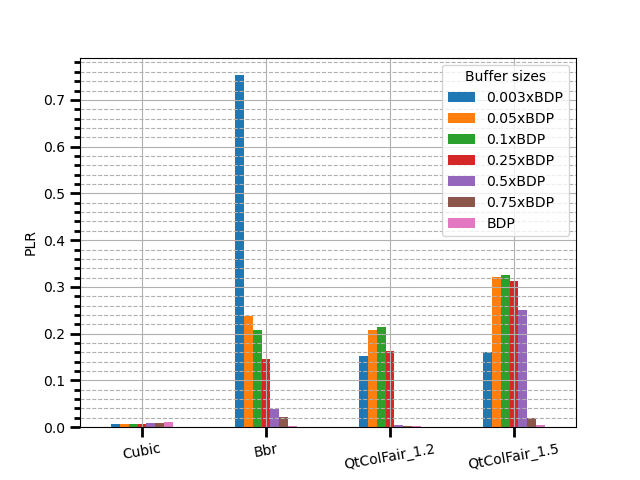 Buffer sizes
0.003xBDP
0.05xBDP
0.1xBDP
0.25xBDP
0.5xBDP
0.75xBDP
BDP
PLR
0.7
0.6
0.5
0.4
0.3
0.2
0.1
0.0
Cubic
Bbr
QtColFair_1.2
QtColFair_1.5